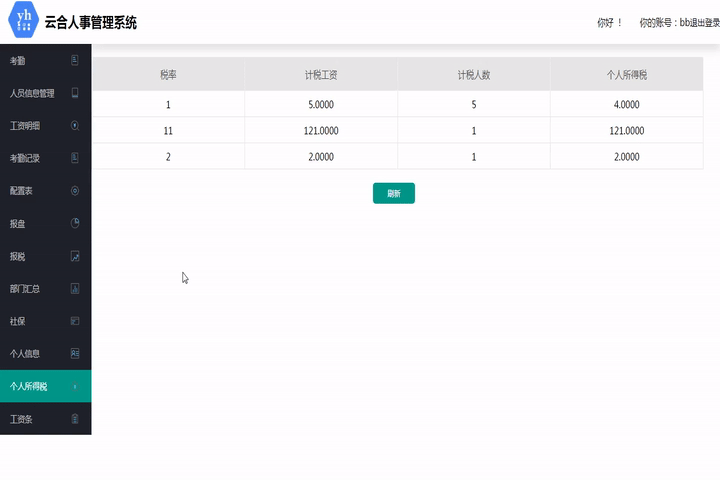 yh
云合人事管理系统
你好 ！ 你的账号：bb退出登录
考勤
人员信息管理
工资明细
考勤记录
配置表
报盘
报税
部门汇总
社保
个人信息
个人所得税
工资条
税率 计税工资 计税人数 个人所得税
1 5.0000 5 4.0000
11 121.0000 1 121.0000
2 2.0000 1 2.0000
刷新